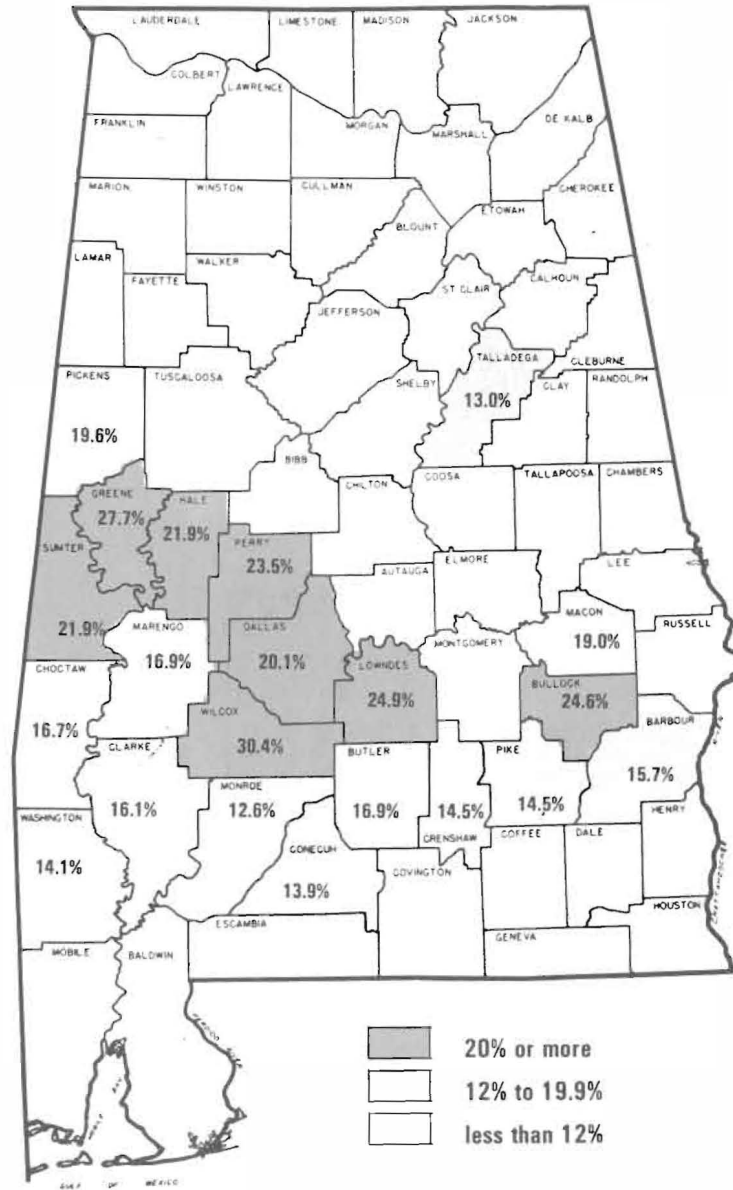 LAUDERDALE
LIMESTONE
MADISON
JACKSON
COLBERT
LAWRENCE
FRANKLIN
MORGAN
MARSHALL
DE KALB
MARION
WINSTON
CULLMAN
CHEROKEE
ETOWAH
BLOUNT
LAMAR
WALKER
FAYETTE
ST CLAIR
CALHOUN
JEFFERSON
TALLADEGA
13.0%
CLEBURNE
PICKENS
19.6%
TUSCALOOSA
SHELBY
CLAY
RANDOLPH
BIBB
CHILTON
COOSA
TALLAPOOSA
CHAMBERS
GREENE
27.7%
HALE
21.9%
SUMTER
21.9%
PERRY
23.5%
AUTAUGA
ELMORE
LEE
MACON
19.0%
RUSSELL
MARENGO
16.9%
DALLAS
20.1%
LOWNDES
24.9%
MONTGOMERY
BULLOCK
24.6%
CHOCTAW
16.7%
WILCOX
30.4%
BARBOUR
15.7%
CLARKE
16.1%
BUTLER
16.9%
PIKE
14.5%
MONROE
12.6%
14.5%
CRENSHAW
WASHINGTON
14.1%
CONECUH
13.9%
COFFEE
DALE
HENRY
COVINGTON
HOUSTON
CHATTAHOOCHEE
ESCAMBIA
GENEVA
MOBILE
BALDWIN
20% or more
12% to 19.9%
less than 12%
GULF OF MEXICO